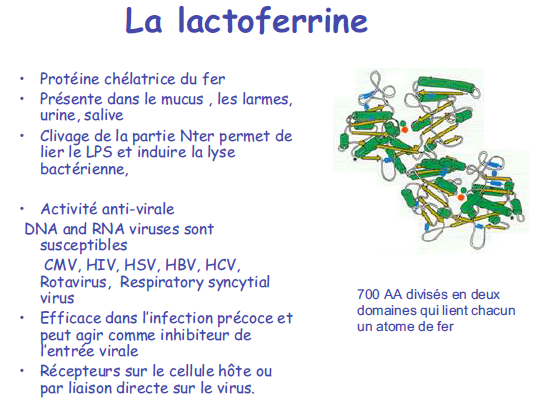 La lactoferrine
• Protéine chélatrice du fer
• Présente dans le mucus , les larmes,
urine, salive
• Clivage de la partie Nter permet de
lier le LPS et induire la lyse
bactérienne,
• Activité anti-virale
DNA and RNA viruses sont
susceptibles
CMV, HIV, HSV, HBV, HCV,
Rotavirus, Respiratory syncytial
virus
• Efficace dans l'infection précoce et
peut agir comme inhibiteur de
l'entrée virale
• Récepteurs sur le cellule hôte ou
par liaison directe sur le virus.
700 AA divisés en deux
domaines qui lient chacun
un atome de fer